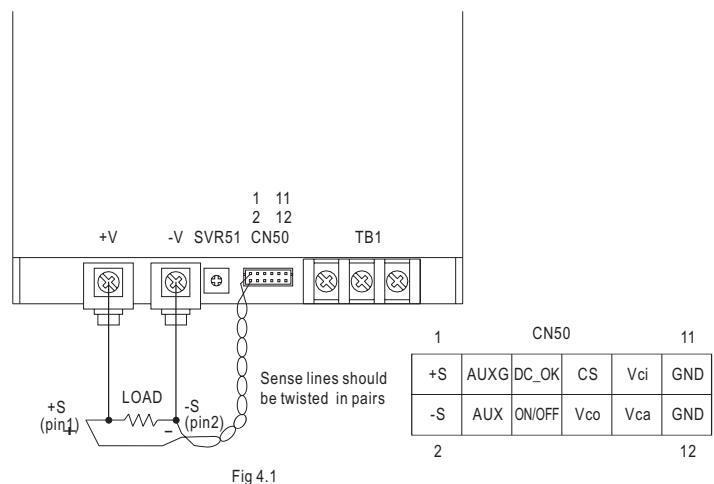 1 11
2 12
+V -V SVR51 CN50 TB1
+S
(pin1)
+
LOAD
-S
(pin2)
−
Sense lines should
be twisted in pairs
Fig 4.1
1 CN50 11
+S AUXG DC_OK CS Vci GND
-S AUX ON/OFF Vco Vca GND
2 12